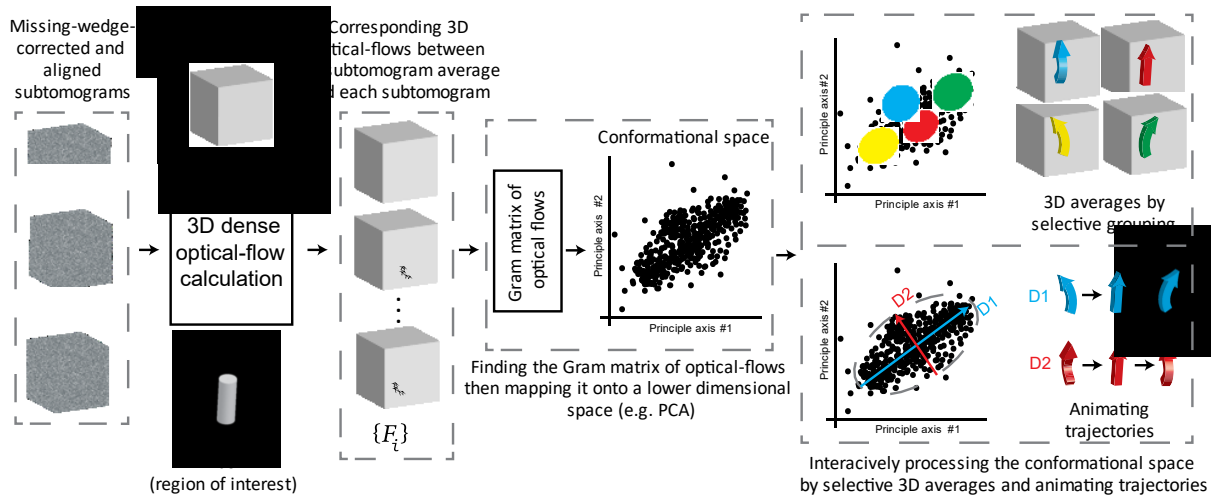 Missing-wedge-
corrected and
aligned
subtomograms
Corresponding 3D
optical-flows between
subtomogram average
each subtomogram
3D dense
optical-flow
calculation
(region of interest)
{F_i}
Gram matrix of
optical flows
Conformational space
Principle axis #2
Principle axis #1
Finding the Gram matrix of optical-flows
then mapping it onto a lower dimensional
space (e.g. PCA)
Principle axis #2
Principle axis #1
3D averages by
selective grouping
Principle axis #2
Principle axis #1
D2
D1
D1
D2
Animating
trajectories
Interacively processing the conformational space
by selective 3D averages and animating trajectories